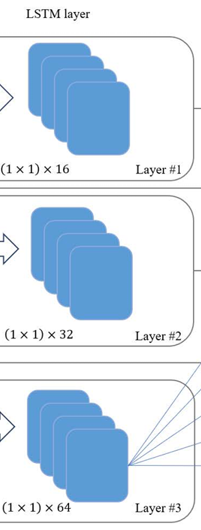 LSTM layer
(1 × 1) × 16
Layer #1
(1 × 1) × 32
Layer #2
(1 × 1) × 64
Layer #3